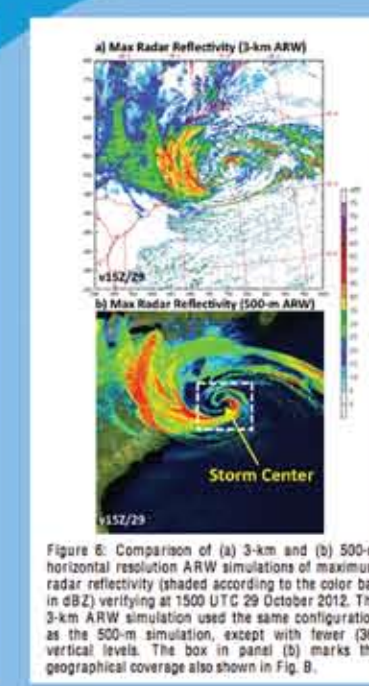 a) Max Radar Reflectivity (3-km ARW)
v15Z/29
b) Max Radar Reflectivity (500-m ARW)
Storm Center
v15Z/29
Figure 6: Comparison of (a) 3-km and (b) 500-m
horizontal resolution ARW simulations of maximum
radar reflectivity (shaded according to the color ba
in dBZ) verifying at 1500 UTC 29 October 2012. Th
3-km ARW simulation used the same configuration
as the 500-m simulation, except with fewer (36
vertical levels. The box in panel (b) marks th
geographical coverage also shown in Fig. 8.